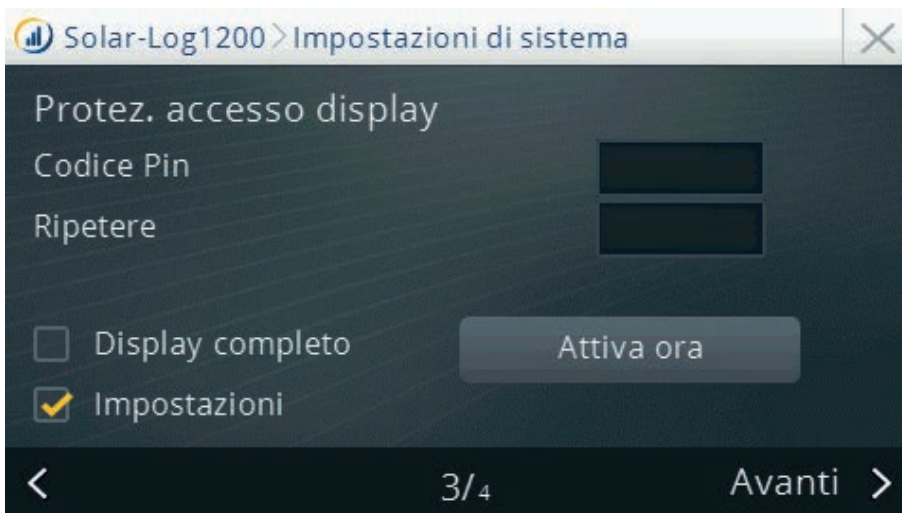 Solar-Log1200 > Impostazioni di sistema
Protez. accesso display
Codice Pin
Ripetere
Display completo
Attiva ora
Impostazioni
3/4
Avanti